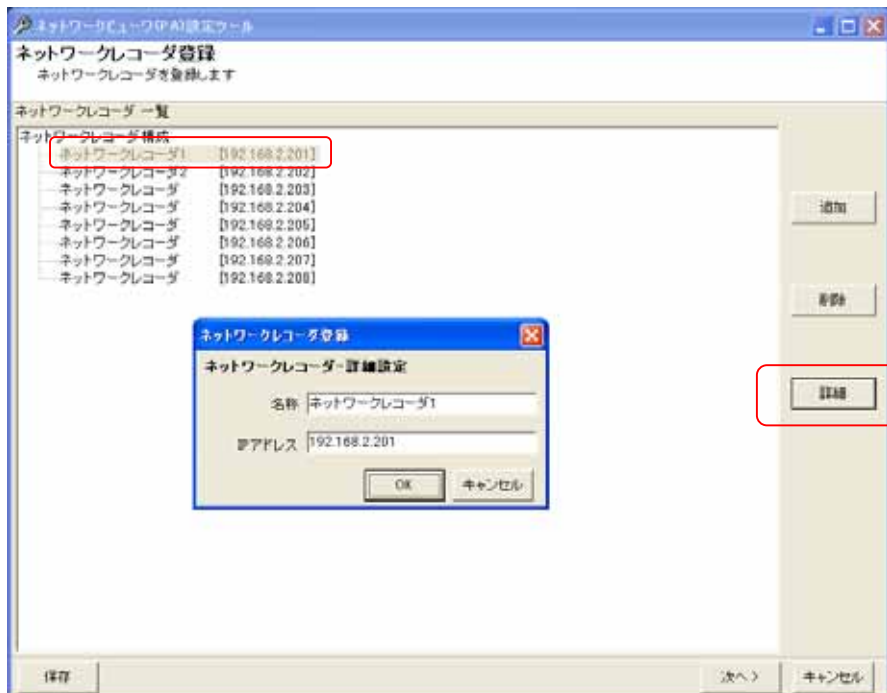 ネットワークビューワ(PA)設定ツール
ネットワークレコーダ登録
ネットワークレコーダを登録します
ネットワークレコーダ 一覧
ネットワークレコーダ構成
ネットワークレコーダ1 [192.168.2.201]
ネットワークレコーダ2 [192.168.2.202]
ネットワークレコーダ [192.168.2.203]
ネットワークレコーダ [192.168.2.204]
ネットワークレコーダ [192.168.2.205]
ネットワークレコーダ [192.168.2.206]
ネットワークレコーダ [192.168.2.207]
ネットワークレコーダ [192.168.2.208]
追加
削除
詳細
ネットワークレコーダ登録
ネットワークレコーダ-詳細設定
名称 ネットワークレコーダ1
IPアドレス 192.168.2.201
OK キャンセル
保存 次へ> キャンセル